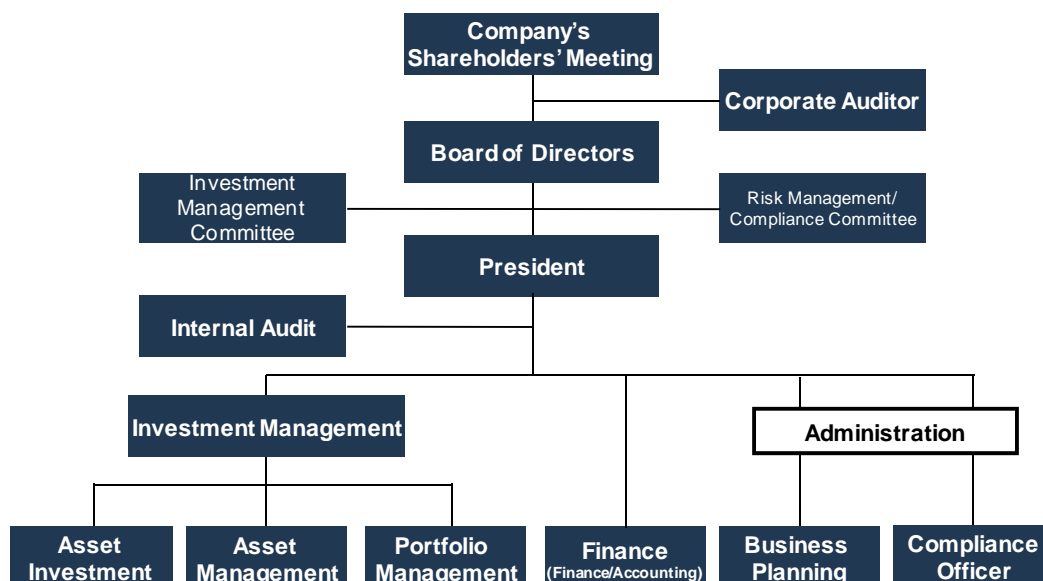 Company's
Shareholders' Meeting
Corporate Auditor
Board of Directors
Investment
Management
Committee
Risk Management/
Compliance Committee
President
Internal Audit
Investment Management
Administration
Asset
Investment
Asset
Management
Portfolio
Management
Finance
(Finance/Accounting)
Business
Planning
Compliance
Officer